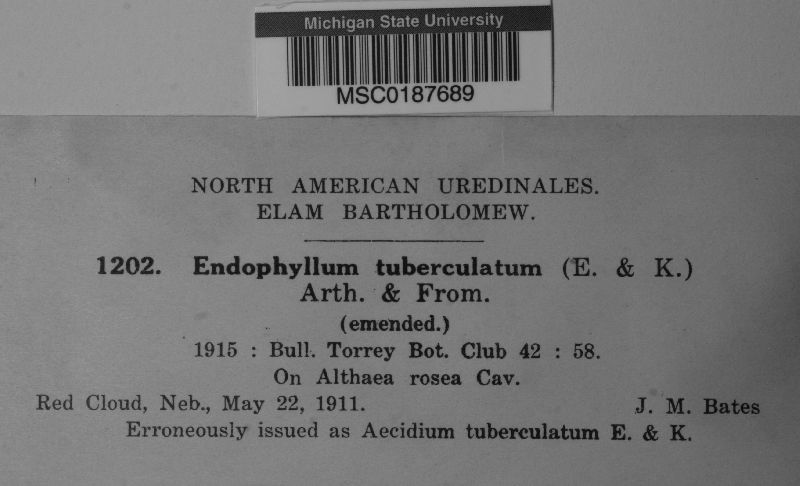 Michigan State University
MSC0187689
NORTH AMERICAN UREDINALES.
ELAM BARTHOLOMEW.
1202. Endophyllum tuberculatum (E. & K.)
Arth. & From.
(emended.)
1915 : Bull. Torrey Bot. Club 42 : 58.
On Althaea rosea Cav.
Red Cloud, Neb., May 22, 1911. J. M. Bates
Erroneously issued as Aecidium tuberculatum E. & K.